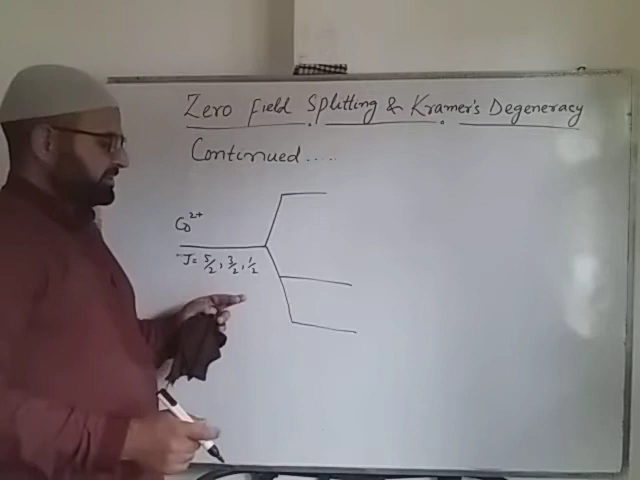 Zero Field Splitting & Kramer's Degeneracy
Continued.....
Co²⁺
J = 5/2, 3/2, 1/2